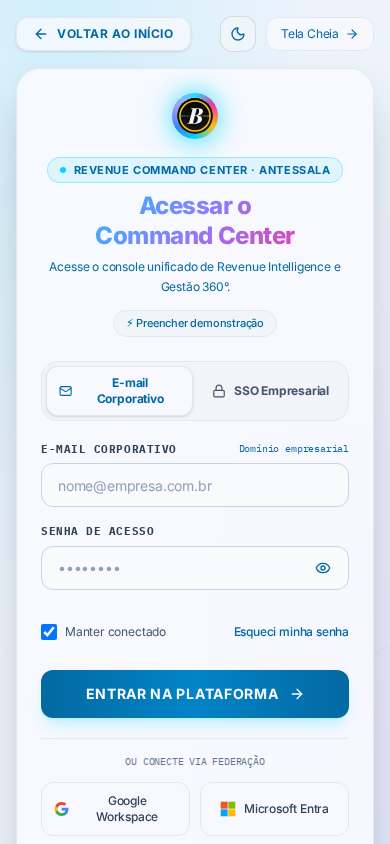 VOLTAR AO INÍCIO
Tela Cheia
B
REVENUE COMMAND CENTER · ANTESSALA
Acessar o
Command Center
Acesse o console unificado de Revenue Intelligence e
Gestão 360°.
⚡ Preencher demonstração
E-mail
Corporativo
SSO Empresarial
E-MAIL CORPORATIVO
Domínio empresarial
nome@empresa.com.br
SENHA DE ACESSO
••••••••
Manter conectado
Esqueci minha senha
ENTRAR NA PLATAFORMA
OU CONECTE VIA FEDERAÇÃO
Google
Workspace
Microsoft Entra